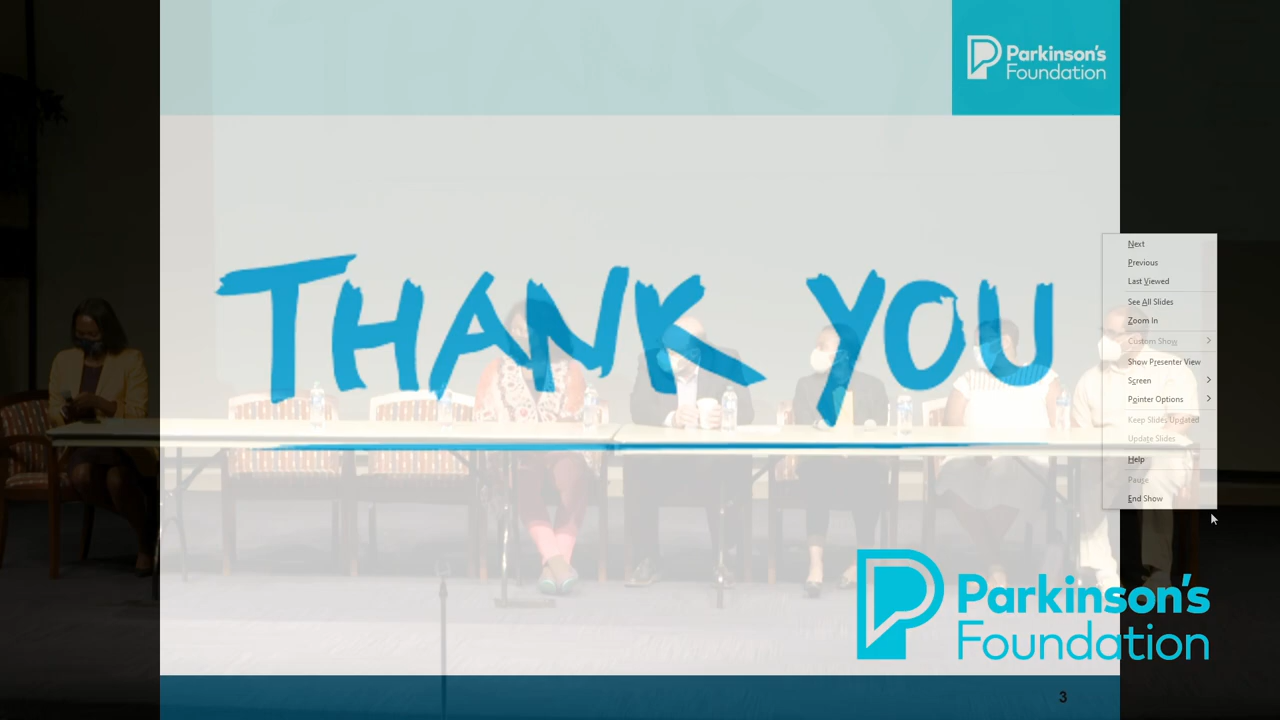 Parkinson's
Foundation
THANK YOU
Next
Previous
Last Viewed
See All Slides
Zoom In
Custom Show
Show Presenter View
Screen
Pointer Options
Keep Slides Updated
Update Slides
Help
Pause
End Show
Parkinson's
Foundation
3